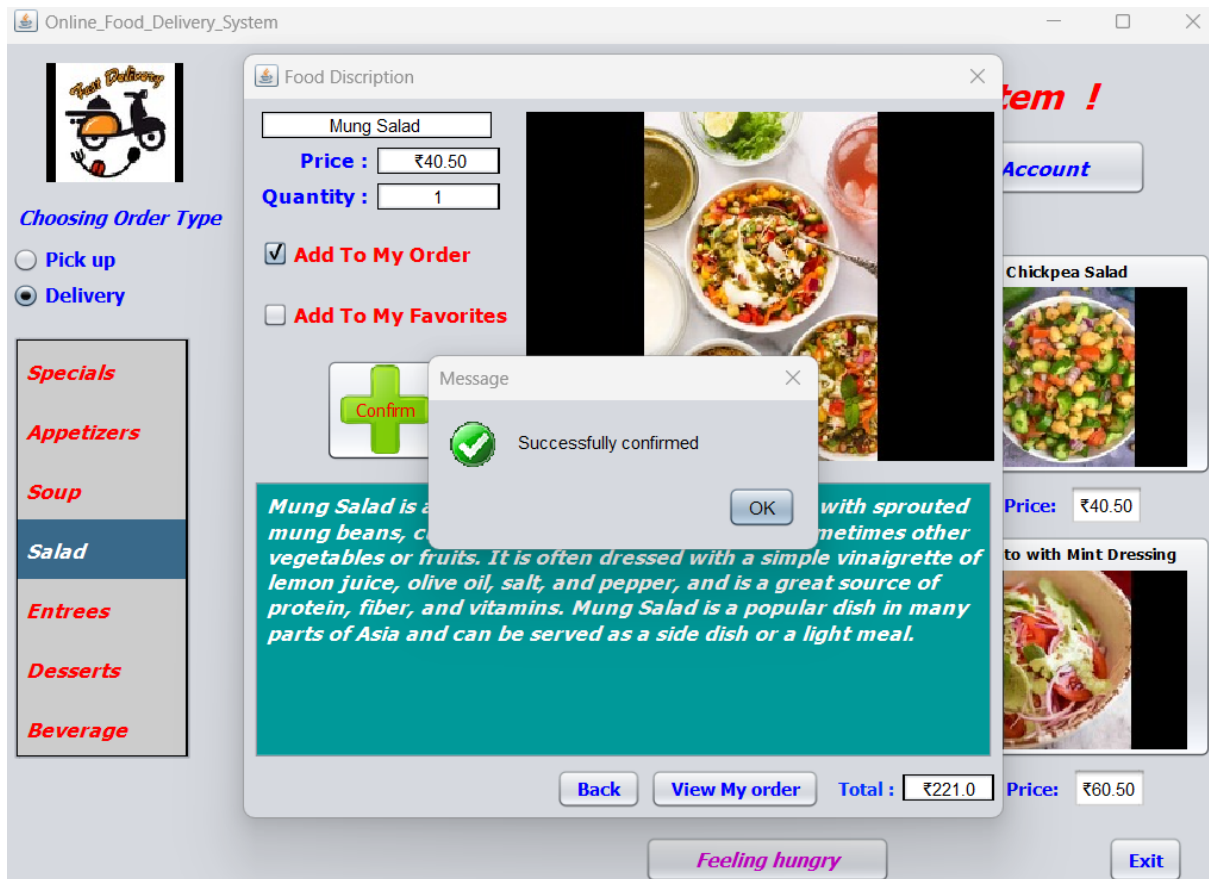 Online_Food_Delivery_System
Fast Delivery
Choosing Order Type
Pick up
Delivery
Specials
Appetizers
Soup
Salad
Entrees
Desserts
Beverage
Food Discription
Mung Salad
Price : ₹40.50
Quantity : 1
Add To My Order
Add To My Favorites
Confirm
Message
Successfully confirmed
OK
Mung Salad is with sprouted
mung beans, other
vegetables or fruits. It is often dressed with a simple vinaigrette of
lemon juice, olive oil, salt, and pepper, and is a great source of
protein, fiber, and vitamins. Mung Salad is a popular dish in many
parts of Asia and can be served as a side dish or a light meal.
Back
View My order
Total : ₹221.0
!
Account
Chickpea Salad
Price: ₹40.50
with Mint Dressing
Price: ₹60.50
Feeling hungry
Exit